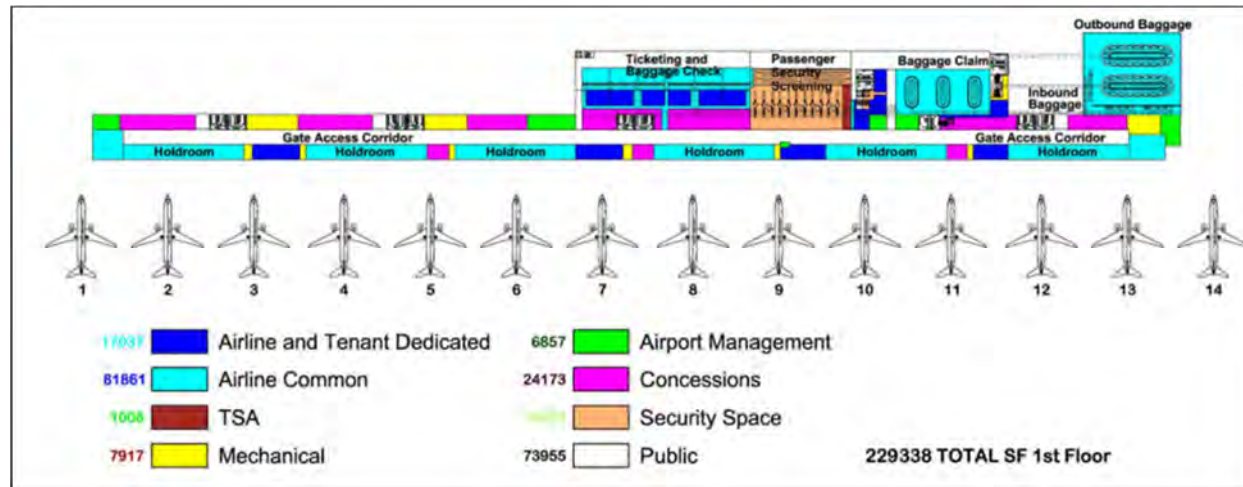 Outbound Baggage
Ticketing and
Baggage Check
Passenger
Security
Screening
Baggage Claim
Inbound
Baggage
Gate Access Corridor
Gate Access Corridor
Holdroom
Holdroom
Holdroom
Holdroom
Holdroom
Holdroom
1 2 3 4 5 6 7 8 9 10 11 12 13 14
17037 Airline and Tenant Dedicated
81861 Airline Common
1008 TSA
7917 Mechanical
6857 Airport Management
24173 Concessions
Security Space
73955 Public
229338 TOTAL SF 1st Floor